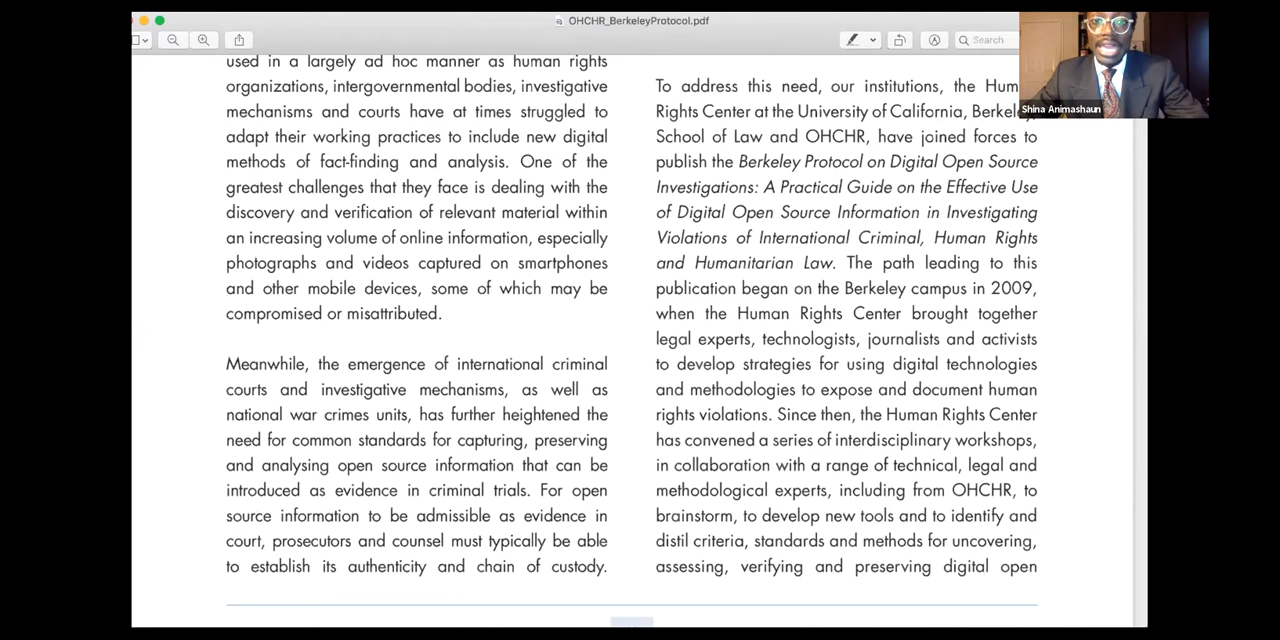 OHCHR_BerkeleyProtocol.pdf
Search
Shina Animashaun
used in a largely ad hoc manner as human rights
organizations, intergovernmental bodies, investigative
mechanisms and courts have at times struggled to
adapt their working practices to include new digital
methods of fact-finding and analysis. One of the
greatest challenges that they face is dealing with the
discovery and verification of relevant material within
an increasing volume of online information, especially
photographs and videos captured on smartphones
and other mobile devices, some of which may be
compromised or misattributed.
Meanwhile, the emergence of international criminal
courts and investigative mechanisms, as well as
national war crimes units, has further heightened the
need for common standards for capturing, preserving
and analysing open source information that can be
introduced as evidence in criminal trials. For open
source information to be admissible as evidence in
court, prosecutors and counsel must typically be able
to establish its authenticity and chain of custody.
To address this need, our institutions, the Human
Rights Center at the University of California, Berkeley,
School of Law and OHCHR, have joined forces to
publish the Berkeley Protocol on Digital Open Source
Investigations: A Practical Guide on the Effective Use
of Digital Open Source Information in Investigating
Violations of International Criminal, Human Rights
and Humanitarian Law. The path leading to this
publication began on the Berkeley campus in 2009,
when the Human Rights Center brought together
legal experts, technologists, journalists and activists
to develop strategies for using digital technologies
and methodologies to expose and document human
rights violations. Since then, the Human Rights Center
has convened a series of interdisciplinary workshops,
in collaboration with a range of technical, legal and
methodological experts, including from OHCHR, to
brainstorm, to develop new tools and to identify and
distil criteria, standards and methods for uncovering,
assessing, verifying and preserving digital open